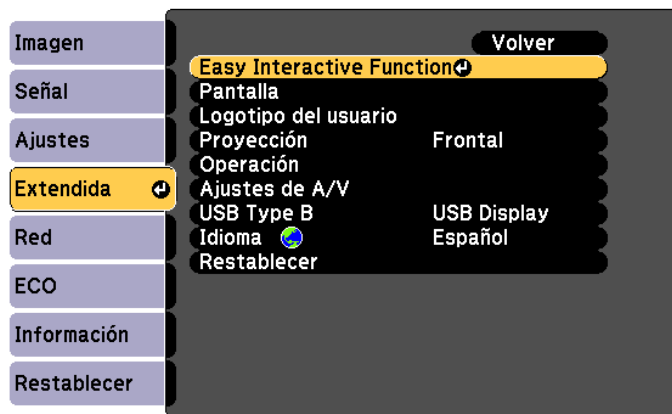 Imagen
Señal
Ajustes
Extendida
Red
ECO
Información
Restablecer
Volver
Easy Interactive Function
Pantalla
Logotipo del usuario
Proyección Frontal
Operación
Ajustes de A/V
USB Type B USB Display
Idioma Español
Restablecer